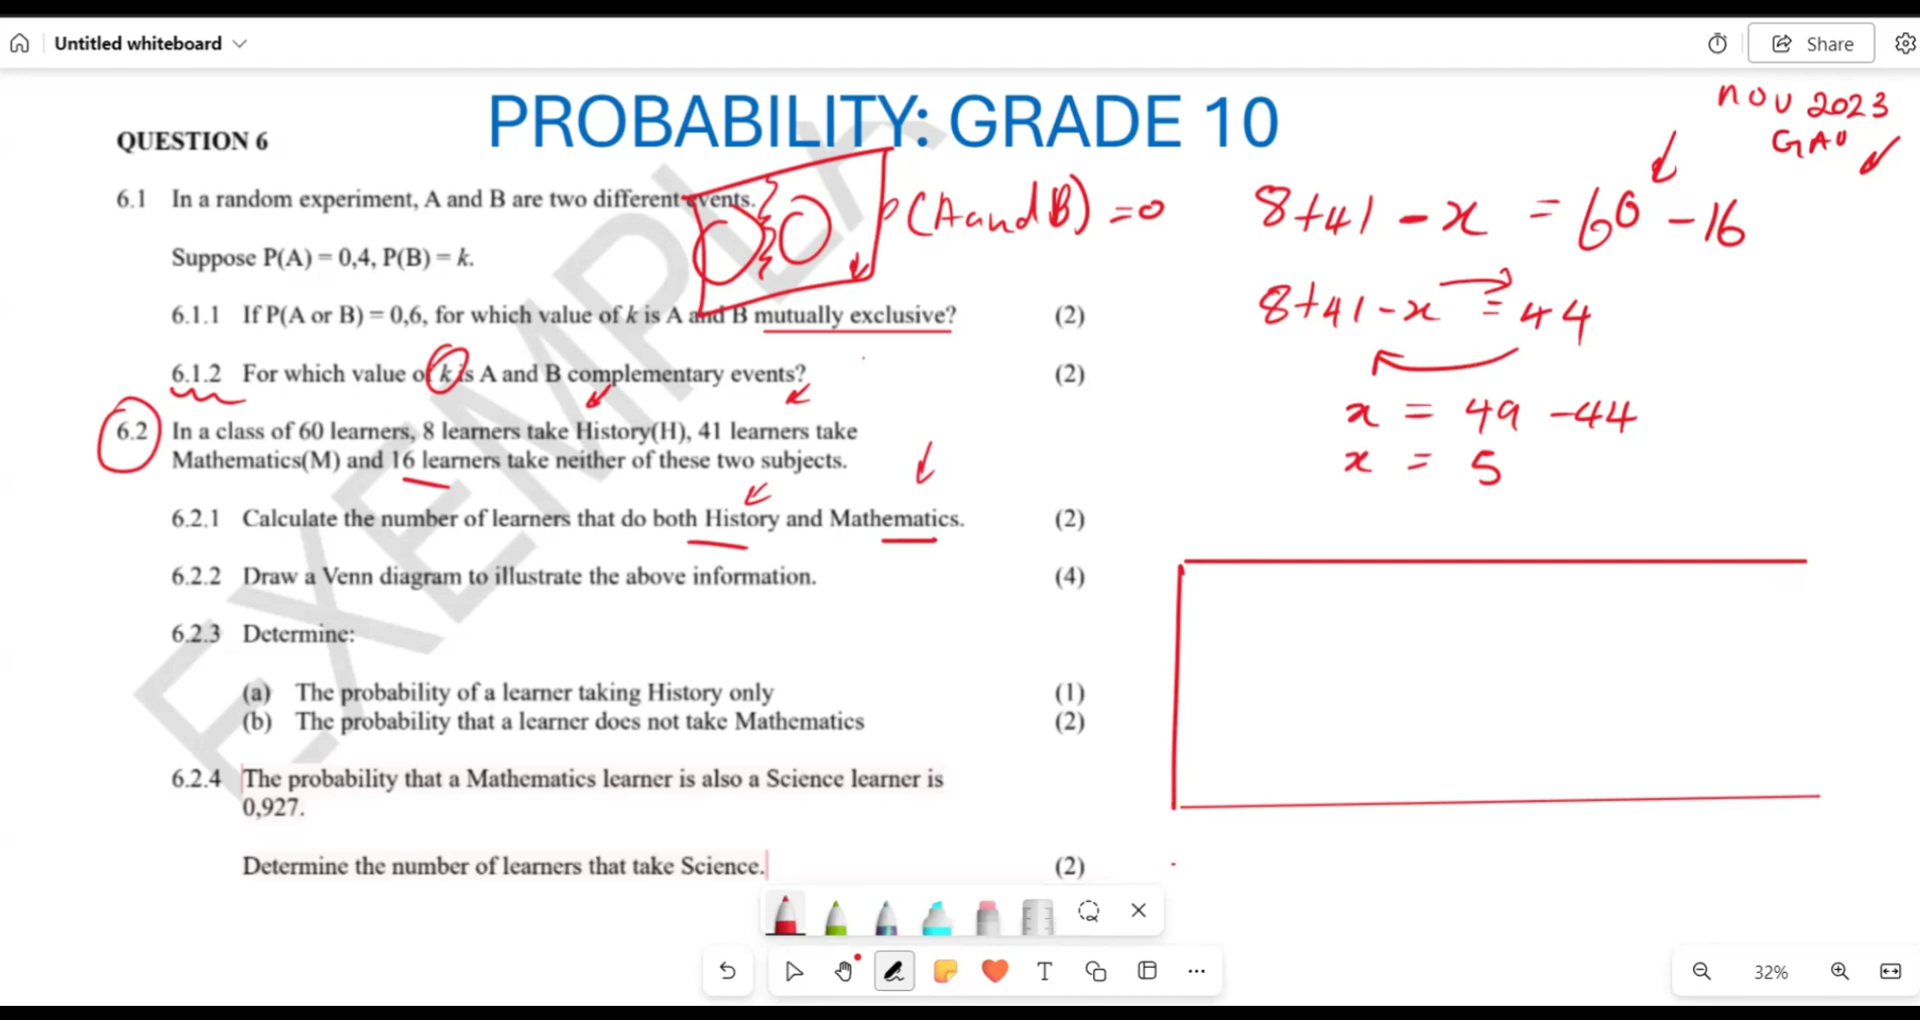 Untitled whiteboard
Share
PROBABILITY: GRADE 10
nov 2023
GAU
QUESTION 6
6.1 In a random experiment, A and B are two different events.
Suppose P(A) = 0,4, P(B) = k.
6.1.1 If P(A or B) = 0,6, for which value of k is A and B mutually exclusive? (2)
6.1.2 For which value of k is A and B complementary events? (2)
6.2 In a class of 60 learners, 8 learners take History(H), 41 learners take
Mathematics(M) and 16 learners take neither of these two subjects.
6.2.1 Calculate the number of learners that do both History and Mathematics. (2)
6.2.2 Draw a Venn diagram to illustrate the above information. (4)
6.2.3 Determine:
(a) The probability of a learner taking History only (1)
(b) The probability that a learner does not take Mathematics (2)
6.2.4 The probability that a Mathematics learner is also a Science learner is
0,927.
Determine the number of learners that take Science. (2)
EXEMPLA
P(A and B) = 0
8+41 - x = 60 - 16
8+41 - x = 44
x = 49 - 44
x = 5
32%